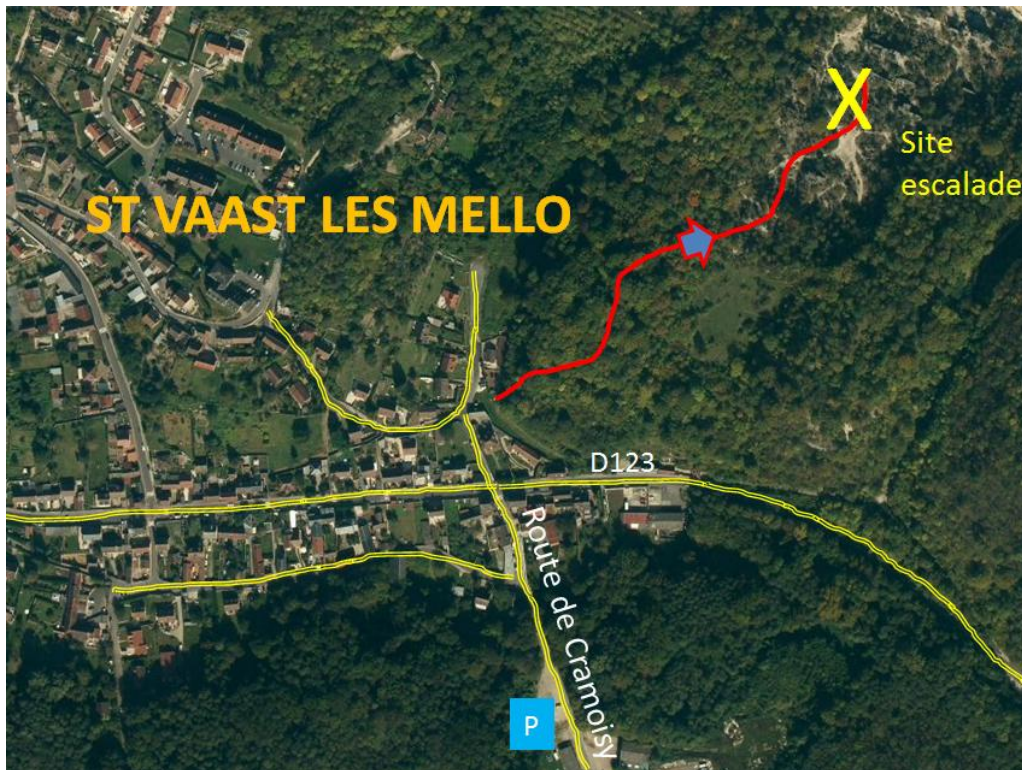 X
Site
escalade
ST VAAST LES MELLO
D123
Route de Cramoisy
P